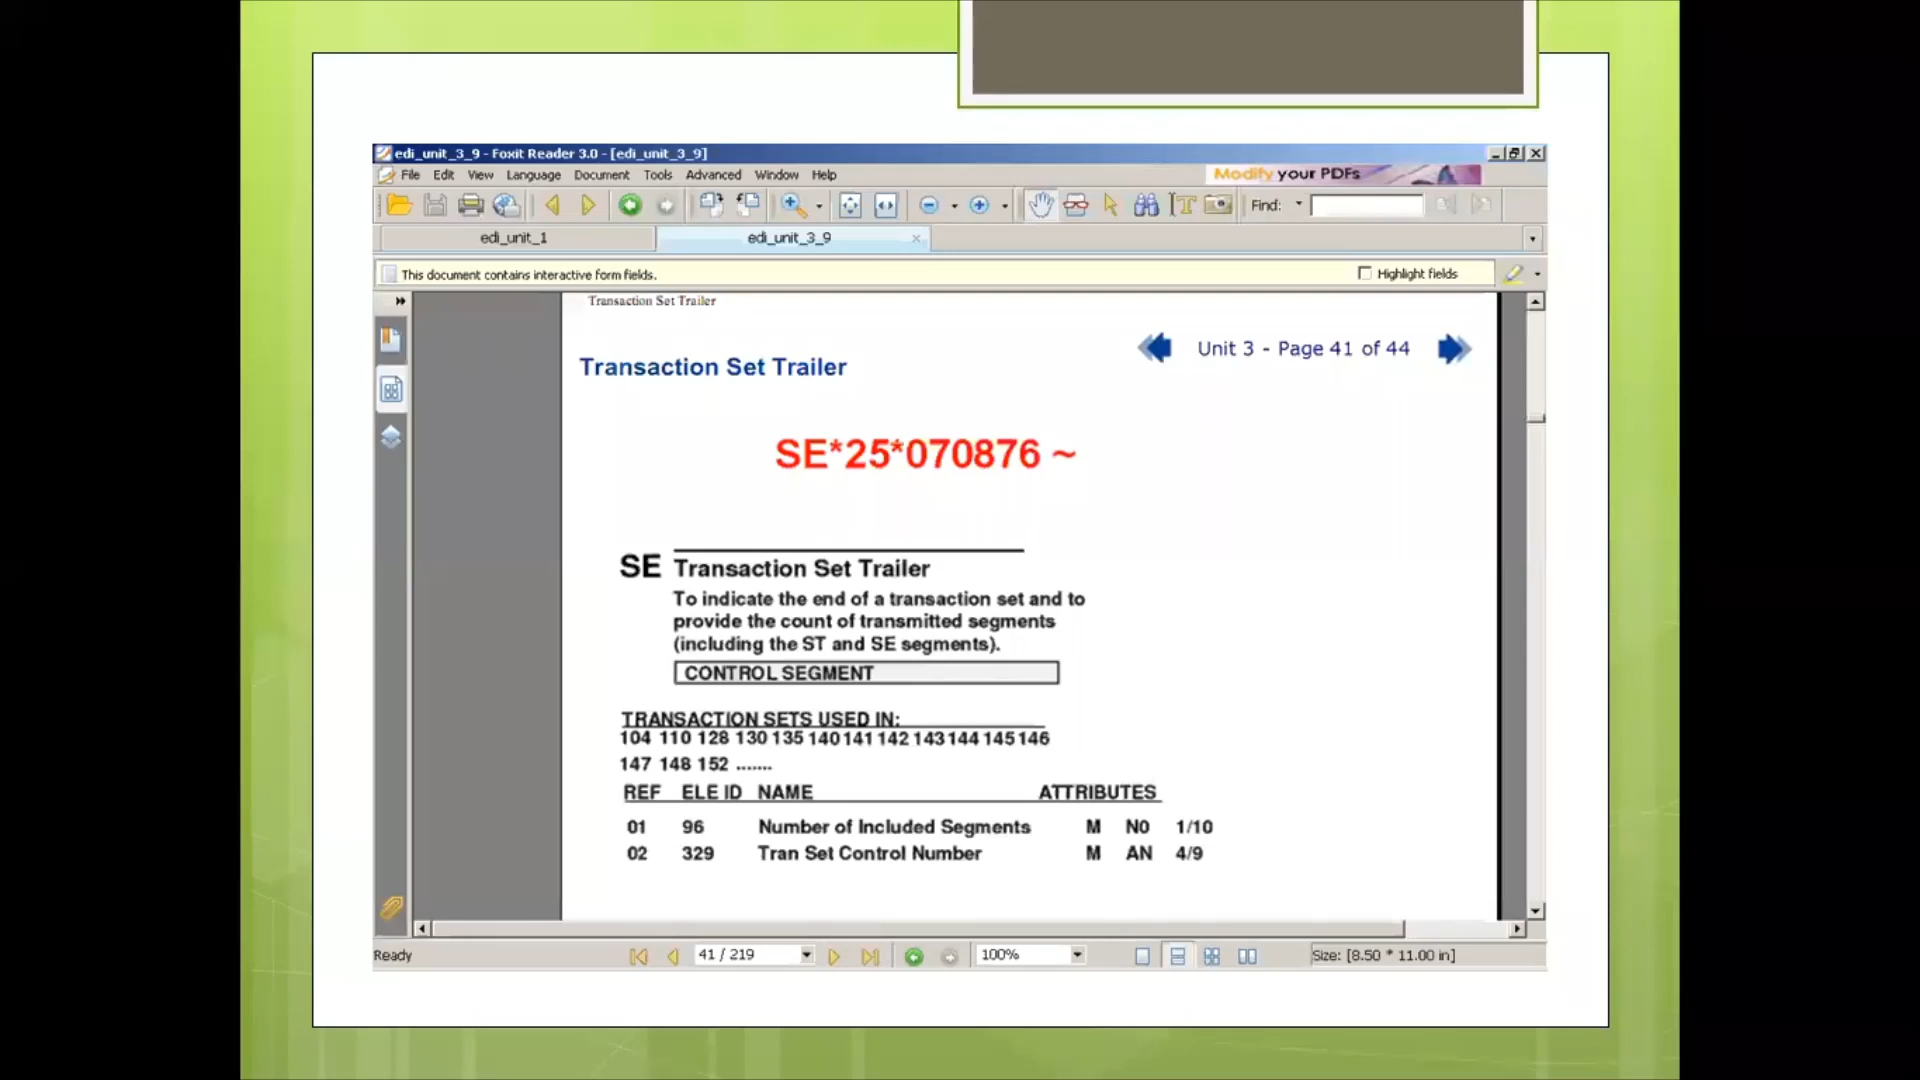 edi_unit_3_9 - Foxit Reader 3.0 - [edi_unit_3_9]
File Edit View Language Document Tools Advanced Window Help
Modify your PDFs
Find:
edi_unit_1 edi_unit_3_9
This document contains interactive form fields. Highlight fields
Transaction Set Trailer
Unit 3 - Page 41 of 44
Transaction Set Trailer
SE*25*070876 ~
SE Transaction Set Trailer
To indicate the end of a transaction set and to
provide the count of transmitted segments
(including the ST and SE segments).
CONTROL SEGMENT
TRANSACTION SETS USED IN:
104 110 128 130 135 140 141 142 143 144 145 146
147 148 152 .......
REF ELE ID NAME ATTRIBUTES
01 96 Number of Included Segments M N0 1/10
02 329 Tran Set Control Number M AN 4/9
Ready 41 / 219 100% Size: [8.50 * 11.00 in]